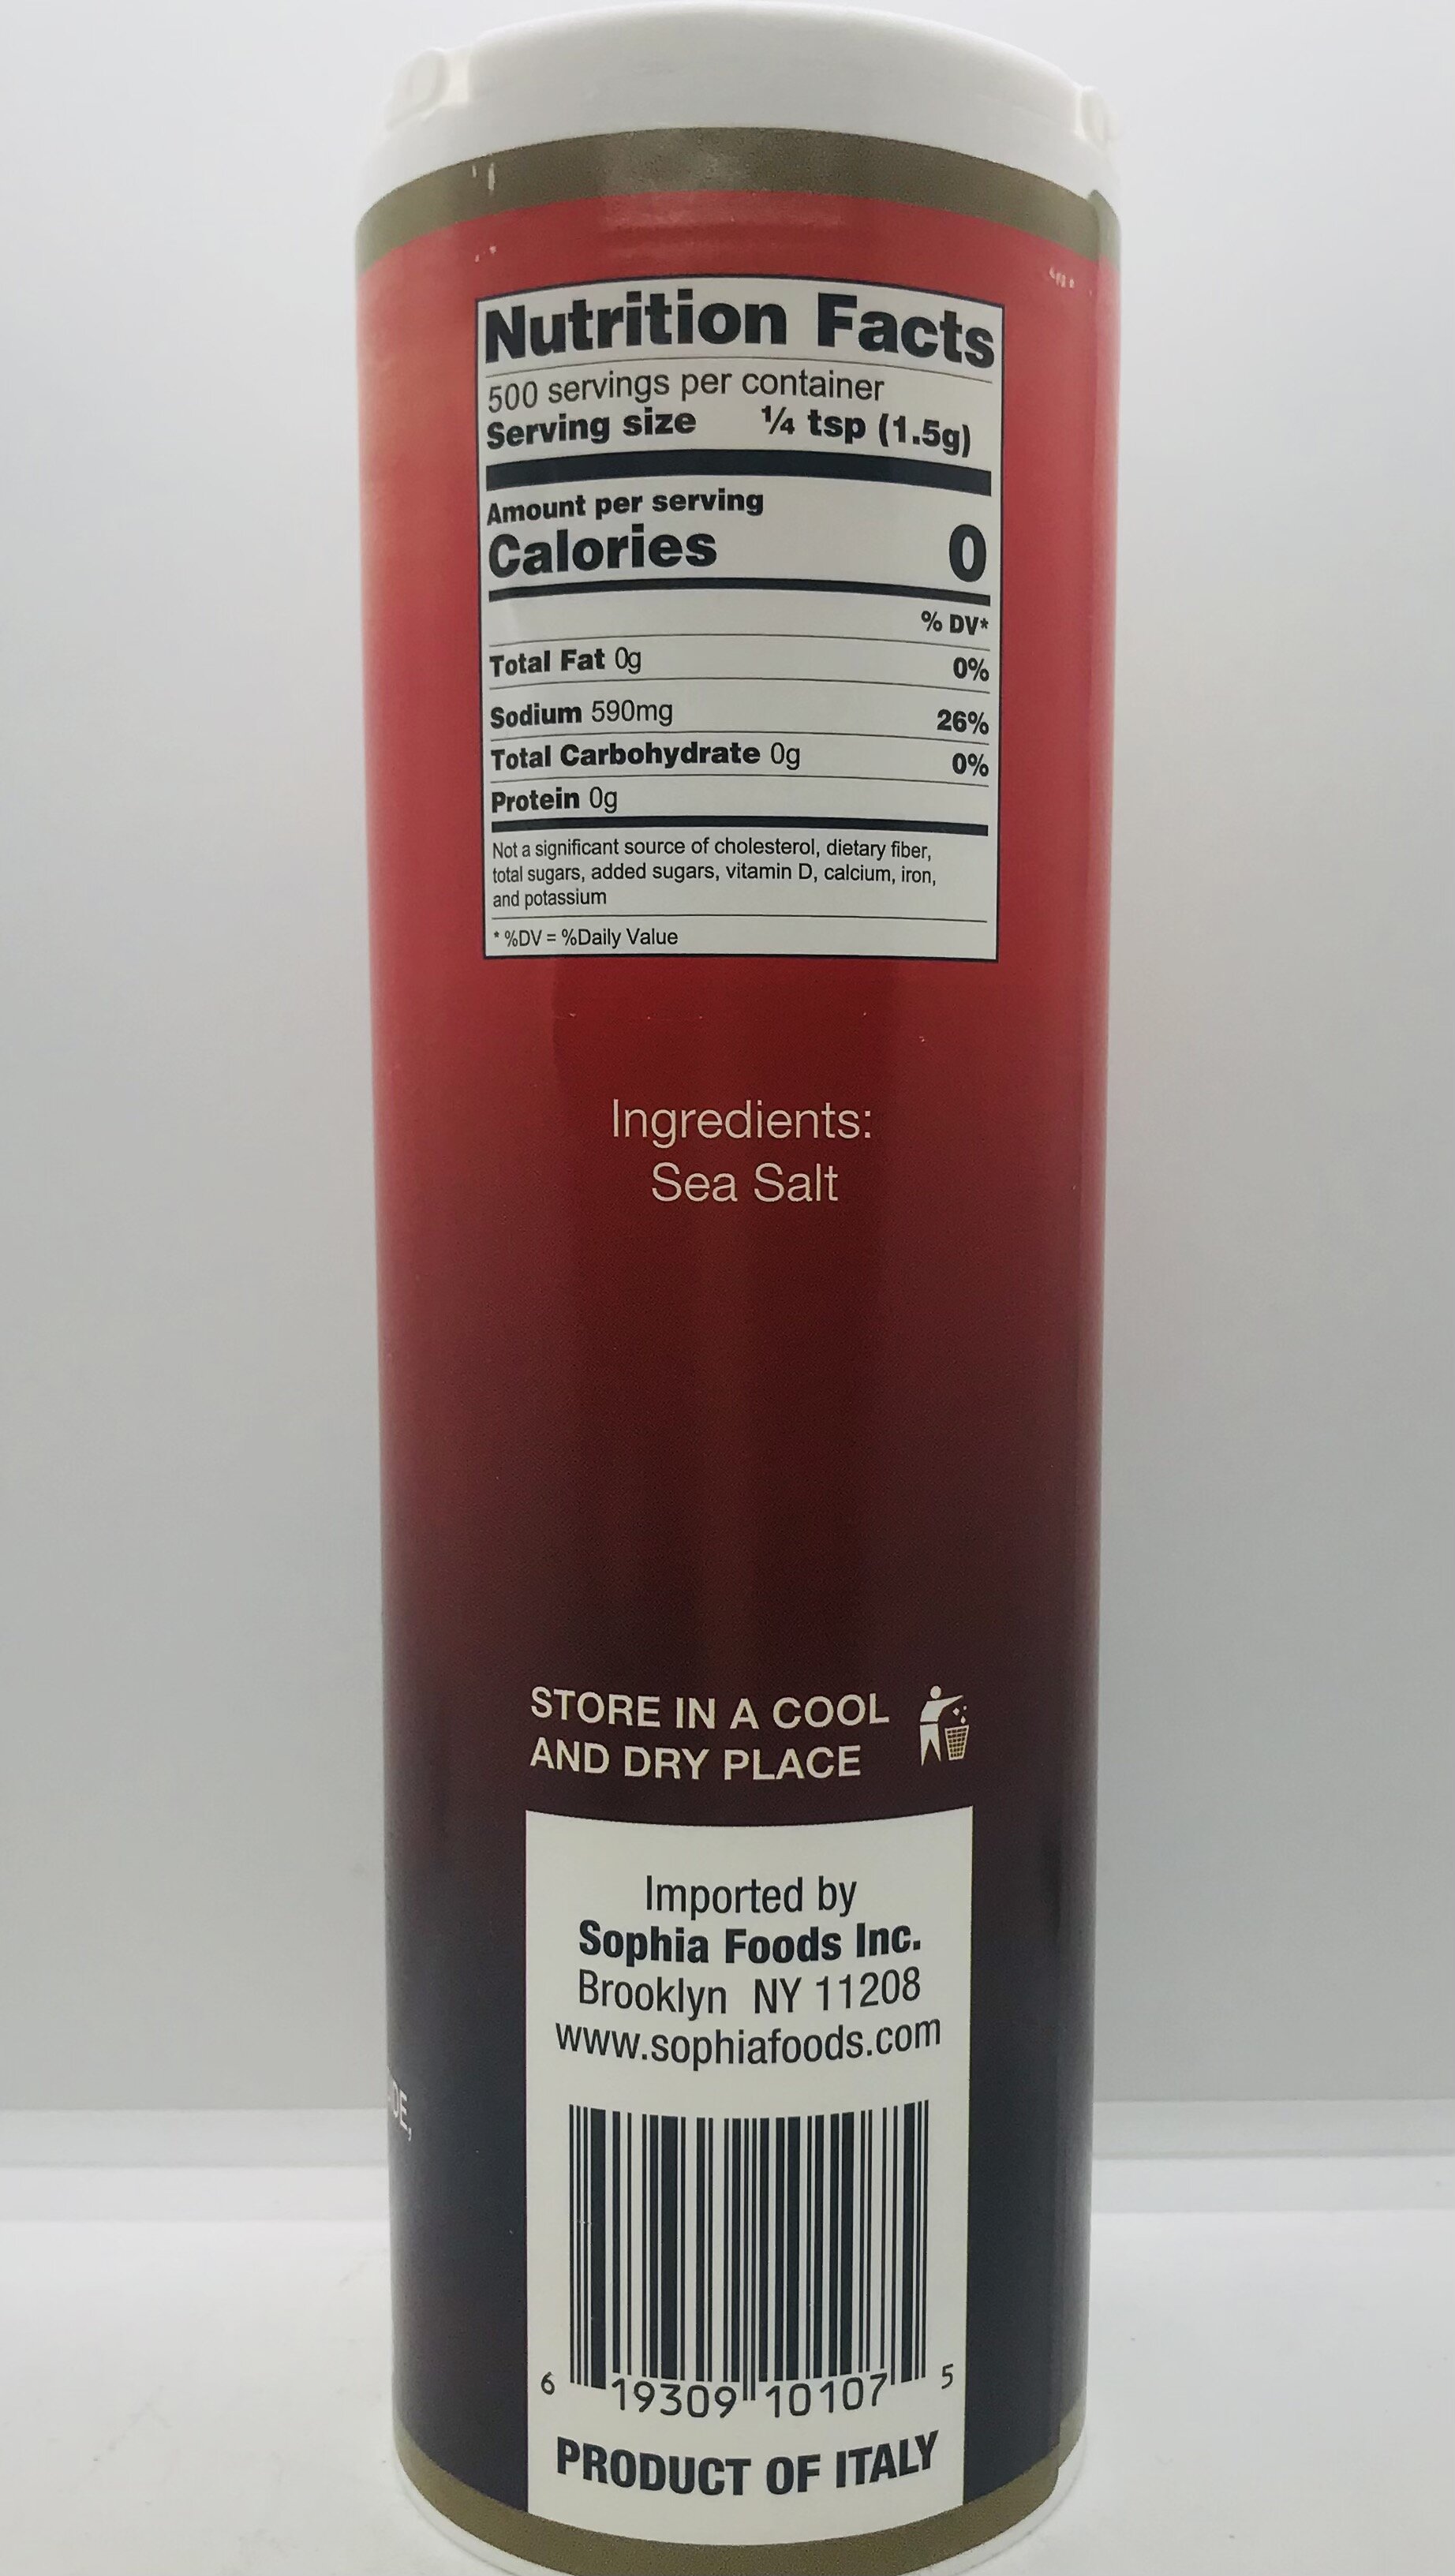 Nutrition Facts
500 servings per container
Serving size ¼ tsp (1.5g)
Amount per serving
Calories 0
% DV*
Total Fat 0g 0%
Sodium 590mg 26%
Total Carbohydrate 0g 0%
Protein 0g
Not a significant source of cholesterol, dietary fiber,
total sugars, added sugars, vitamin D, calcium, iron,
and potassium
* %DV = %Daily Value
Ingredients:
Sea Salt
STORE IN A COOL
AND DRY PLACE
Imported by
Sophia Foods Inc.
Brooklyn NY 11208
www.sophiafoods.com
6 19309 10107 5
PRODUCT OF ITALY